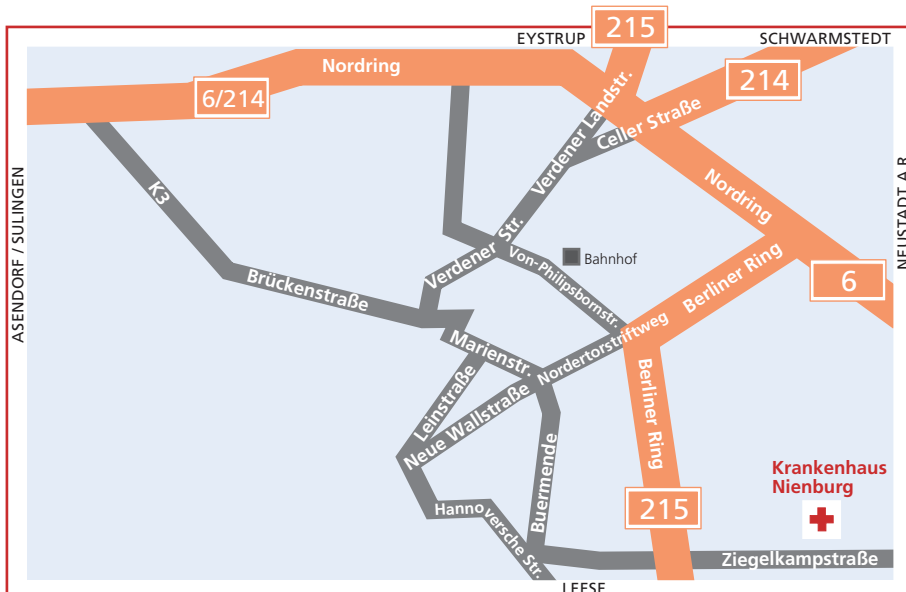 EYSTRUP
215
SCHWARMSTEDT
Nordring
6/214
214
Verdener Landstr.
Celler Straße
K3
ASENDORF / SULINGEN
Nordring
NEUSTADT A.R.
Verdener Str.
Von-Philipsbornstr.
Bahnhof
Berliner Ring
6
Brückenstraße
Marienstr.
Nordertorstriftweg
Berliner Ring
Leinstraße
Neue Wallstraße
Buermende
Hannoversche Str.
215
Krankenhaus
Nienburg
Ziegelkampstraße
LEESE